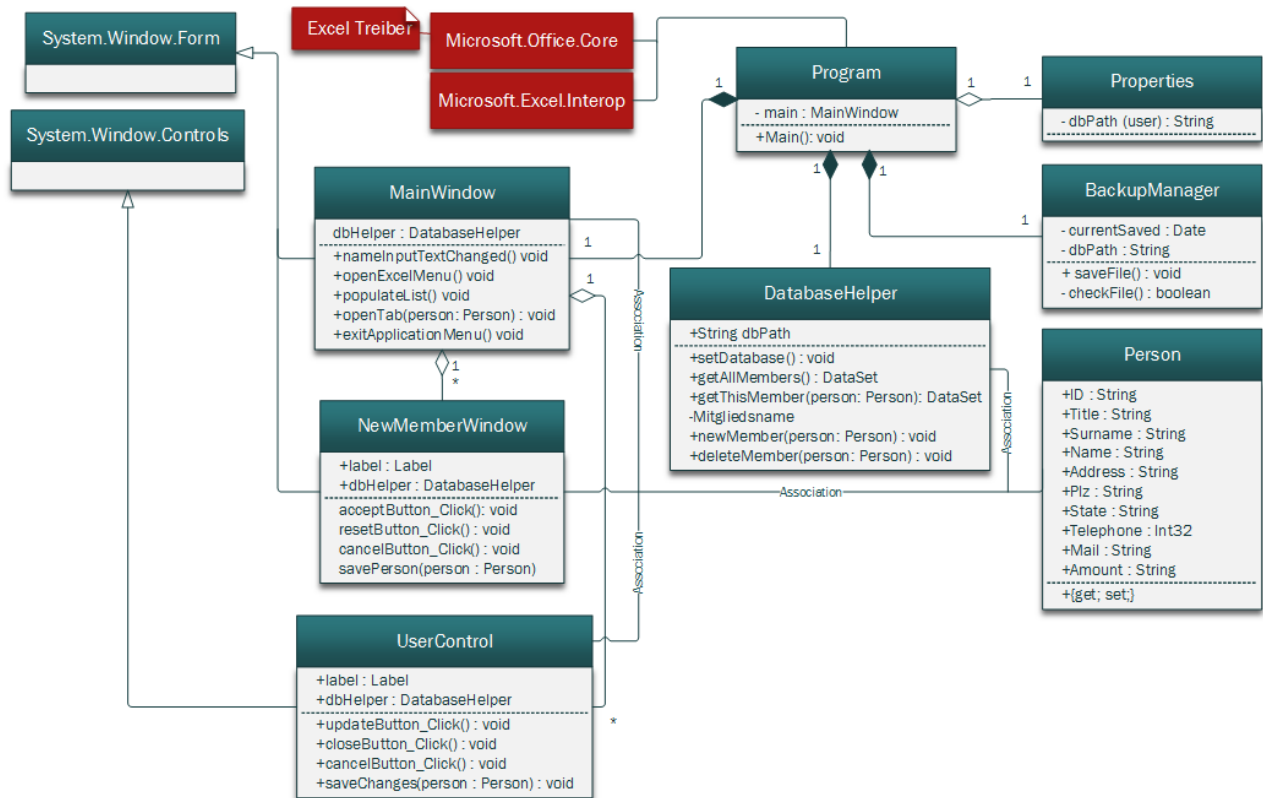 System.Window.Form
Excel Treiber
Microsoft.Office.Core
Microsoft.Excel.Interop
Program
- main : MainWindow
+Main(): void
1
1
1
Properties
- dbPath (user) : String
System.Window.Controls
1
1
BackupManager
- currentSaved : Date
- dbPath : String
+ saveFile() : void
- checkFile() : boolean
1
MainWindow
dbHelper : DatabaseHelper
+nameInputTextChanged() void
+openExcelMenu() void
+populateList() void
+openTab(person: Person) : void
+exitApplicationMenu() void
1
1
1
*
Association
1
DatabaseHelper
+String dbPath
+setDatabase() : void
+getAllMembers() : DataSet
+getThisMember(person: Person): DataSet
-Mitgliedsname
+newMember(person: Person) : void
+deleteMember(person: Person) : void
Association
Person
+ID : String
+Title : String
+Surname : String
+Name : String
+Address : String
+Plz : String
+State : String
+Telephone : Int32
+Mail : String
+Amount : String
+{get; set;}
NewMemberWindow
+label : Label
+dbHelper : DatabaseHelper
acceptButton_Click(): void
resetButton_Click() : void
cancelButton_Click() : void
savePerson(person : Person)
Association
Association
UserControl
+label : Label
+dbHelper : DatabaseHelper
+updateButton_Click() : void
+closeButton_Click() : void
+cancelButton_Click() : void
+saveChanges(person : Person) : void
*